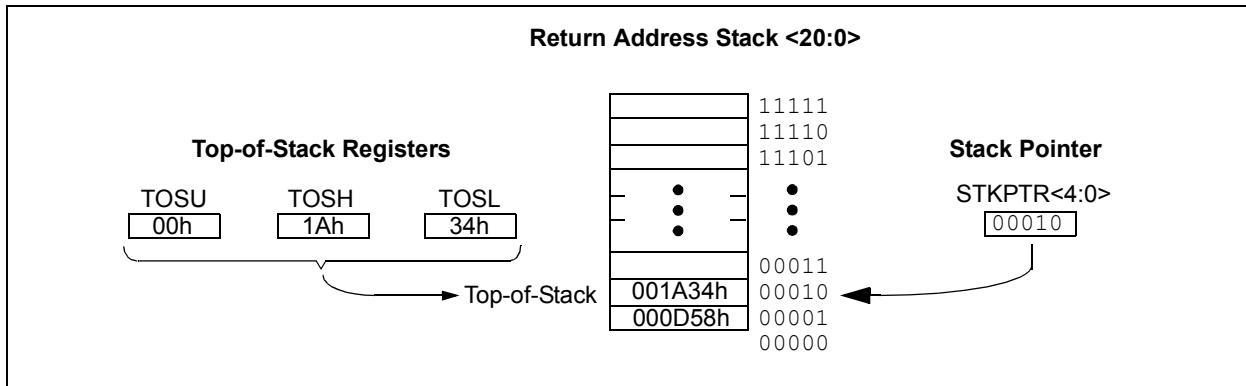 Return Address Stack <20:0>
11111
11110
11101
Top-of-Stack Registers
Stack Pointer
TOSU TOSH TOSL
STKPTR<4:0>
00h 1Ah 34h
00010
00011
Top-of-Stack 001A34h 00010
000D58h 00001
00000